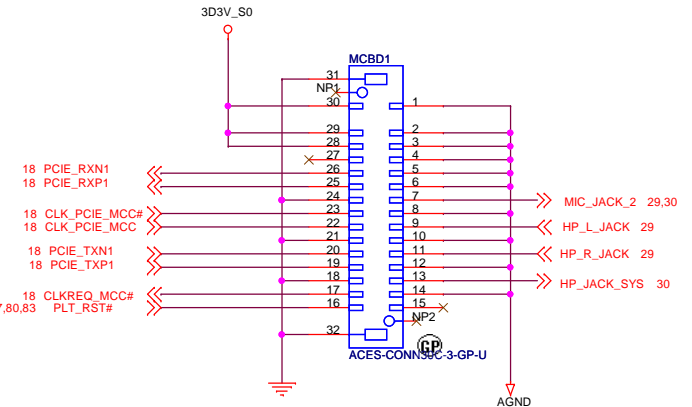 3D3V_S0
MCBD1
31
NP1
30
1
29
2
28
3
27
4
18 PCIE_RXN1
26
5
18 PCIE_RXP1
25
6
24
7
MIC_JACK_2 29,30
18 CLK_PCIE_MCC#
23
8
18 CLK_PCIE_MCC
22
9
HP_L_JACK 29
21
10
18 PCIE_TXN1
20
11
HP_R_JACK 29
18 PCIE_TXP1
19
12
18
13
HP_JACK_SYS 30
18 CLKREQ_MCC#
17
14
7,80,83 PLT_RST#
16
15
NP2
32
GP
ACES-CONN30C-3-GP-U
AGND